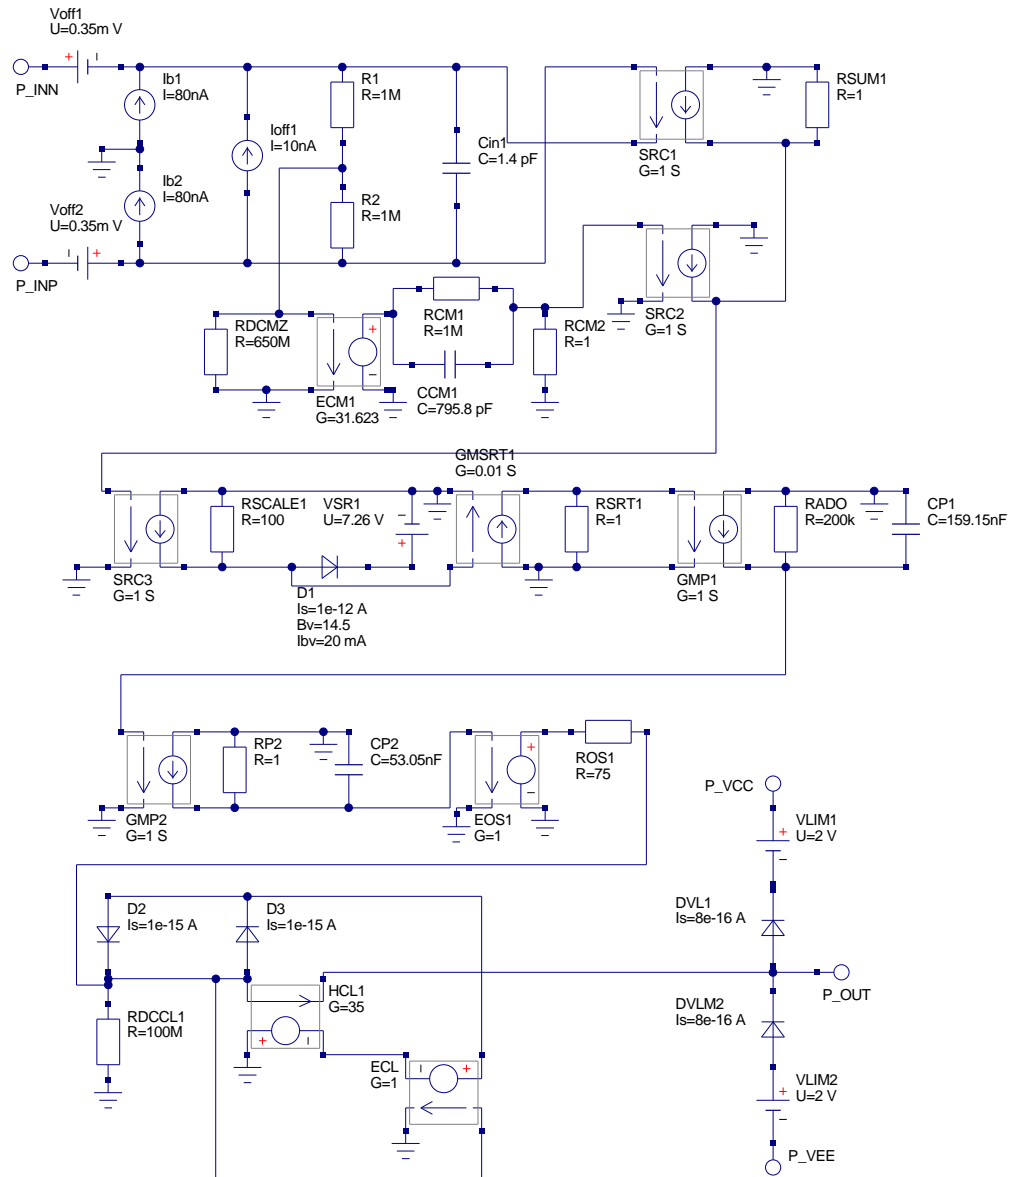 Voff1
U=0.35m V
P_INN
Ib1
I=80nA
Ioff1
I=10nA
R1
R=1M
Cin1
C=1.4 pF
SRC1
G=1 S
RSUM1
R=1
Ib2
I=80nA
Voff2
U=0.35m V
P_INP
R2
R=1M
RDCMZ
R=650M
ECM1
G=31.623
RCM1
R=1M
CCM1
C=795.8 pF
RCM2
R=1
SRC2
G=1 S
GMSRT1
G=0.01 S
SRC3
G=1 S
RSCALE1
R=100
VSR1
U=7.26 V
D1
Is=1e-12 A
Bv=14.5
Ibv=20 mA
RSRT1
R=1
GMP1
G=1 S
RADO
R=200k
CP1
C=159.15nF
GMP2
G=1 S
RP2
R=1
CP2
C=53.05nF
EOS1
G=1
ROS1
R=75
P_VCC
VLIM1
U=2 V
D2
Is=1e-15 A
D3
Is=1e-15 A
DVL1
Is=8e-16 A
HCL1
G=35
P_OUT
RDCCL1
R=100M
DVLM2
Is=8e-16 A
ECL
G=1
VLIM2
U=2 V
P_VEE